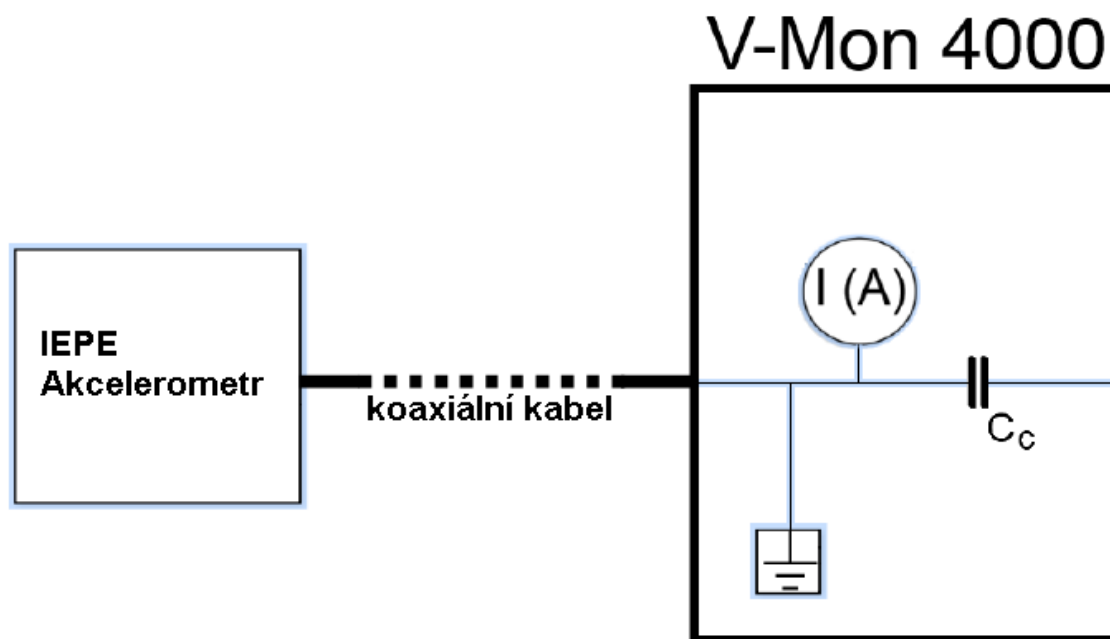 V-Mon 4000
I (A)
IEPE
Akcelerometr
koaxiální kabel
Cc